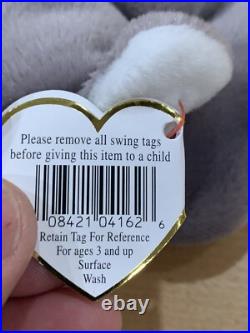 Please remove all swing tags
before giving this item to a child
08421 04162 6
Retain Tag For Reference
For ages 3 and up
Surface
Wash